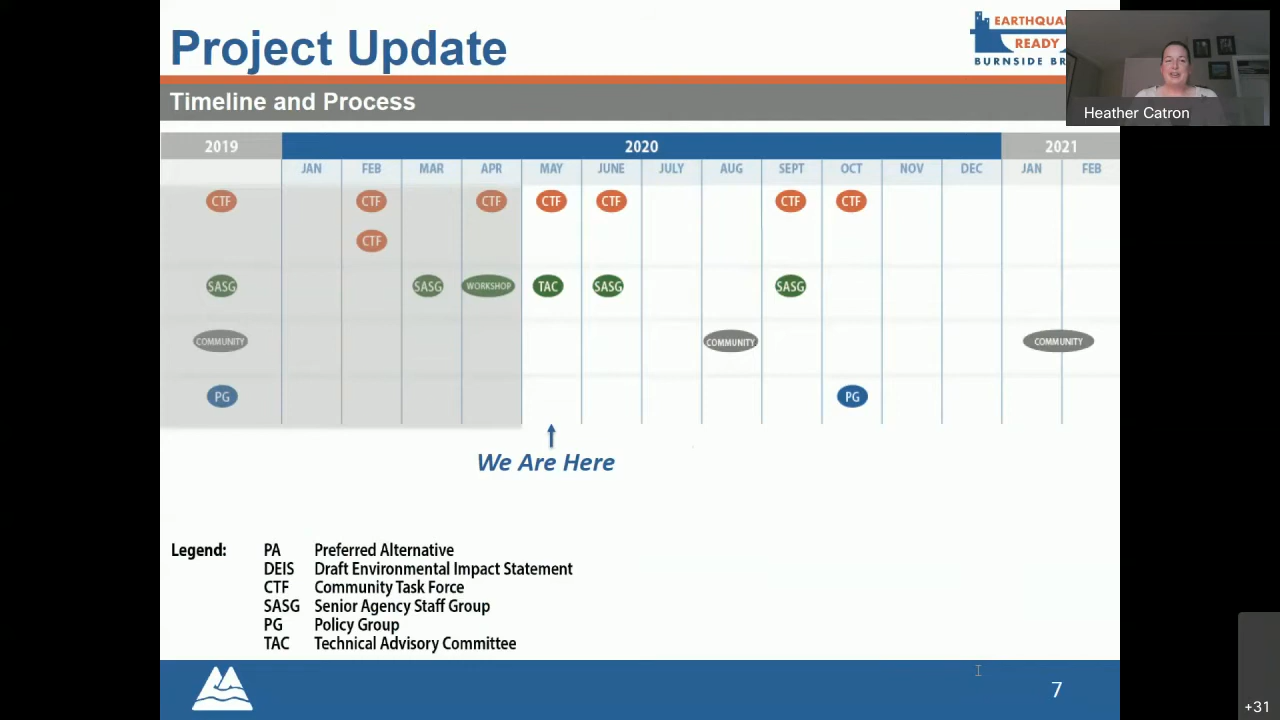 Project Update
EARTHQUA
READY
BURNSIDE BR
Heather Catron
Timeline and Process
2019 2020 2021
JAN FEB MAR APR MAY JUNE JULY AUG SEPT OCT NOV DEC JAN FEB
CTF CTF CTF CTF CTF CTF CTF
CTF
SASG SASG WORKSHOP TAC SASG SASG
COMMUNITY COMMUNITY COMMUNITY
PG PG
We Are Here
Legend: PA Preferred Alternative
DEIS Draft Environmental Impact Statement
CTF Community Task Force
SASG Senior Agency Staff Group
PG Policy Group
TAC Technical Advisory Committee
7
+31